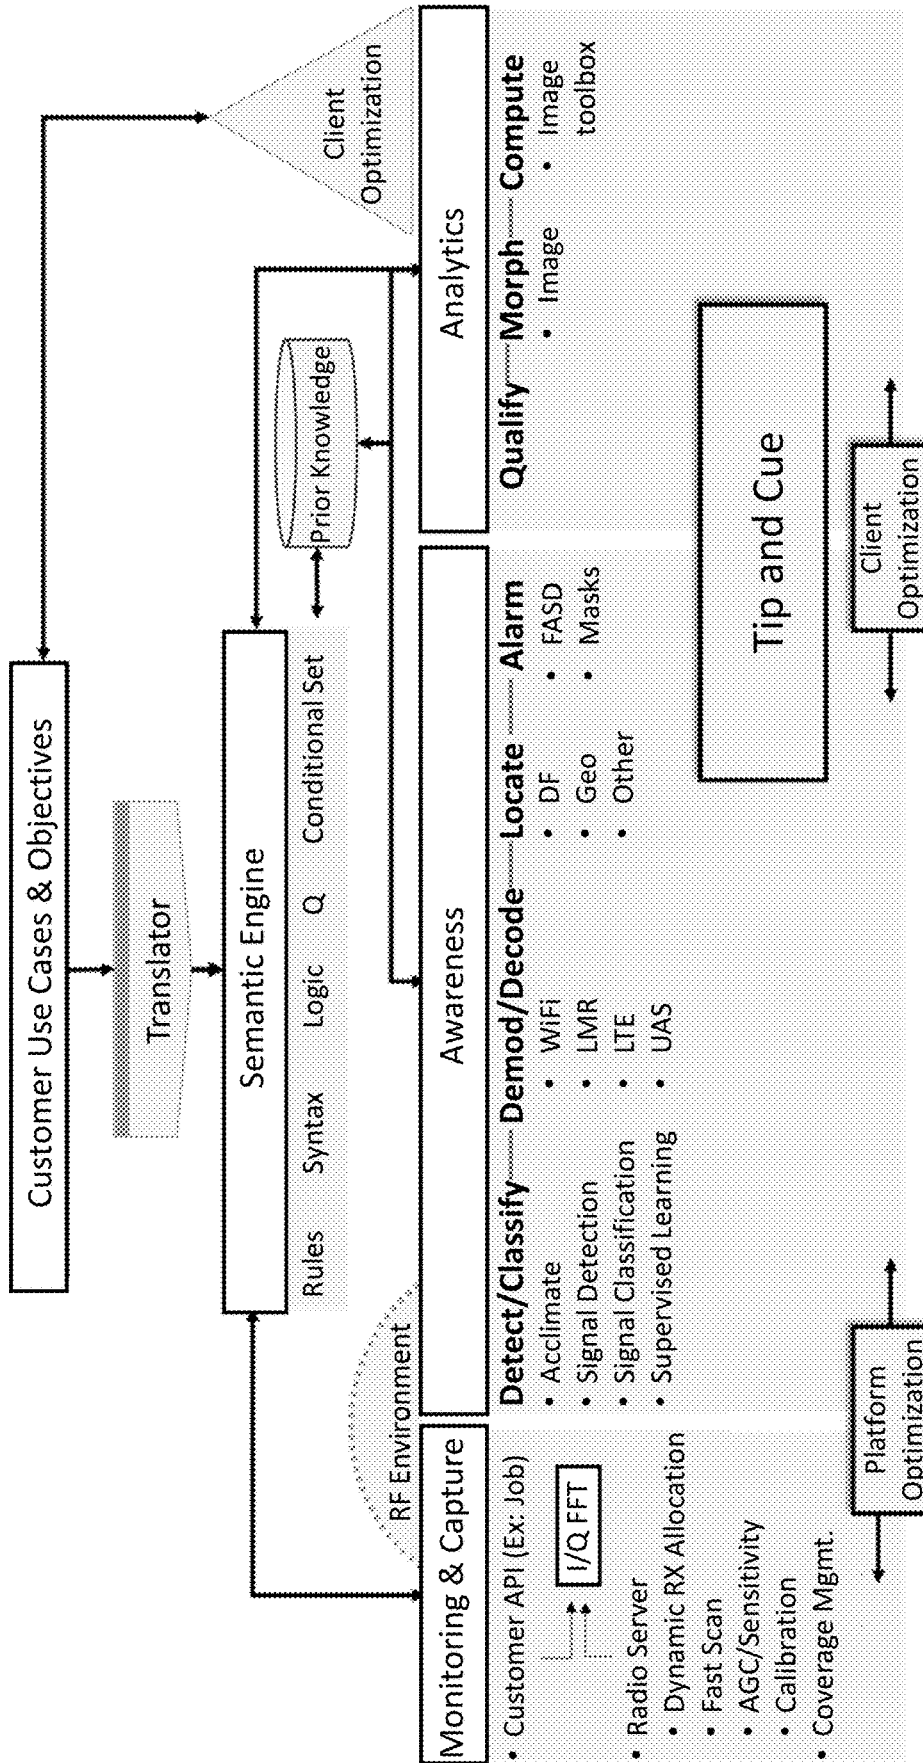 Customer Use Cases & Objectives
Translator
Semantic Engine
Rules Syntax Logic Q Conditional Set
Prior Knowledge
Client
Optimization
RF Environment
Monitoring & Capture
• Customer API (Ex: Job)
I/Q FFT
• Radio Server
• Dynamic RX Allocation
• Fast Scan
• AGC/Sensitivity
• Calibration
• Coverage Mgmt.
Awareness
Detect/Classify
• Acclimate
• Signal Detection
• Signal Classification
• Supervised Learning
Demod/Decode
• WiFi
• LMR
• LTE
• UAS
Locate
• DF
• Geo
• Other
Alarm
• FASD
• Masks
Analytics
Qualify
Morph
• Image
Compute
• Image
toolbox
Tip and Cue
Platform
Optimization
Client
Optimization